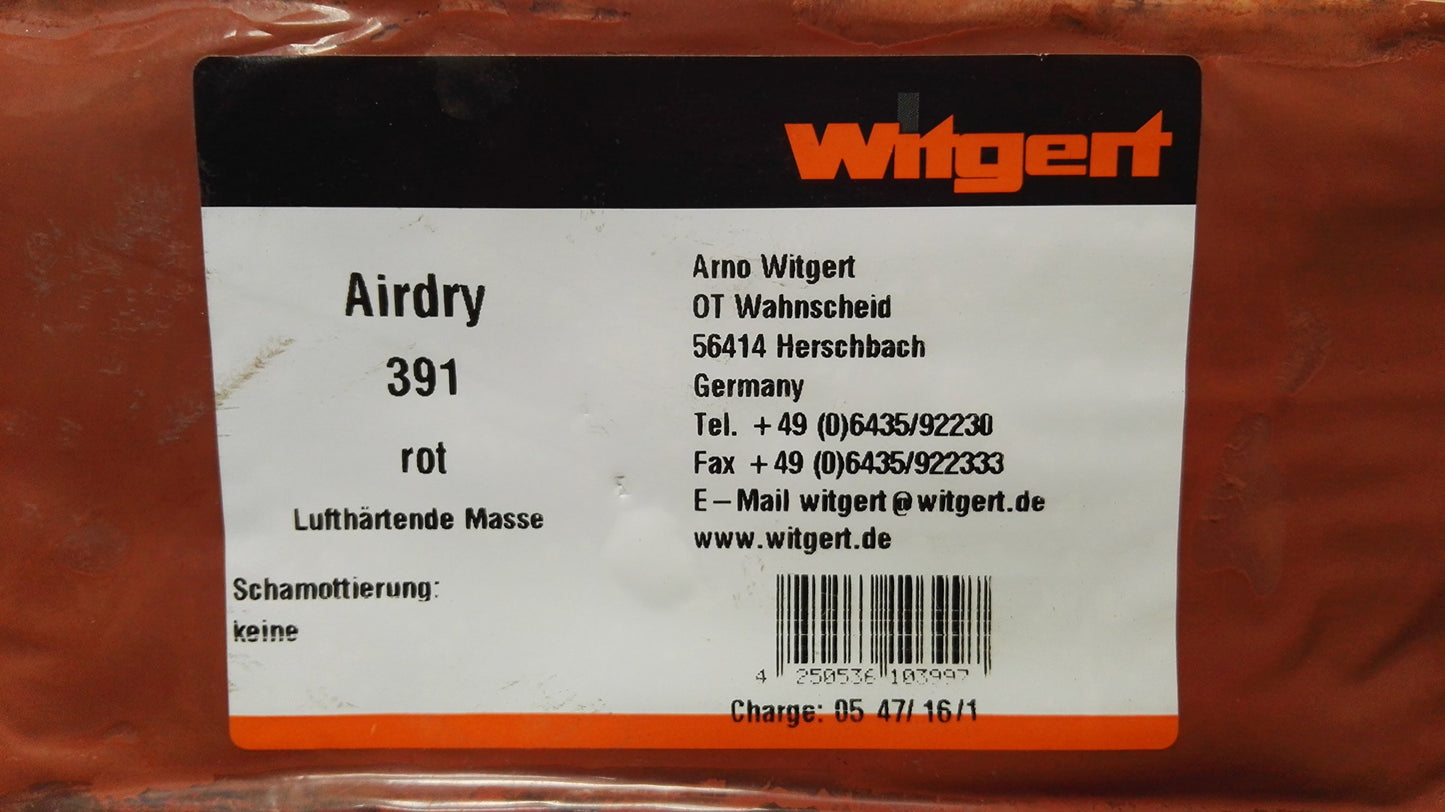 Witgert
Airdry
391
rot
Lufthärtende Masse
Schamottierung:
keine
Arno Witgert
OT Wahnscheid
56414 Herschbach
Germany
Tel. +49 (0)6435/92230
Fax +49 (0)6435/922333
E-Mail witgert@witgert.de
www.witgert.de
4 250536 103997
Charge: 05 47/ 16/1